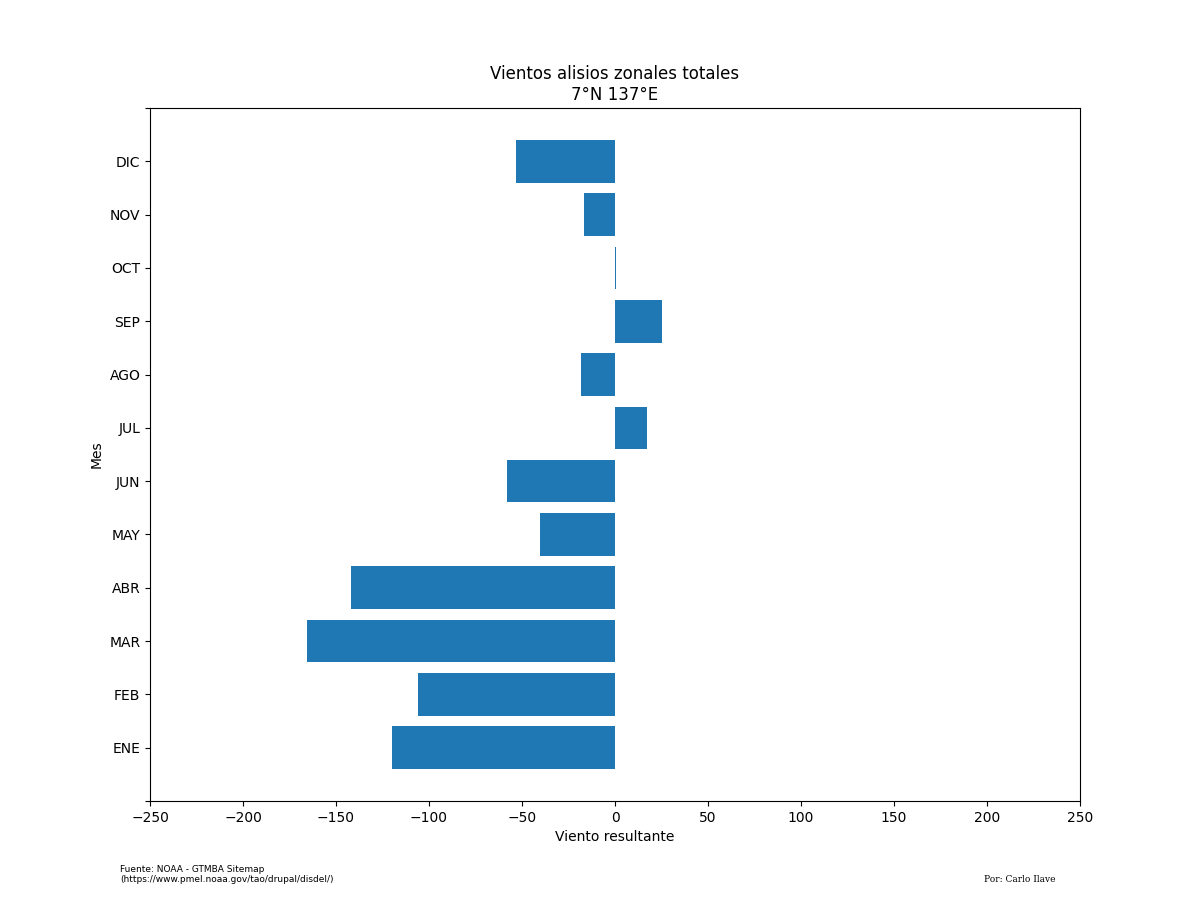 Vientos alisios zonales totales
7°N 137°E
DIC
NOV
OCT
SEP
AGO
JUL
JUN
MAY
ABR
MAR
FEB
ENE
Mes
−250 −200 −150 −100 −50 0 50 100 150 200 250
Viento resultante
Fuente: NOAA - GTMBA Sitemap
(https://www.pmel.noaa.gov/tao/drupal/disdel/)
Por: Carlo Ilave